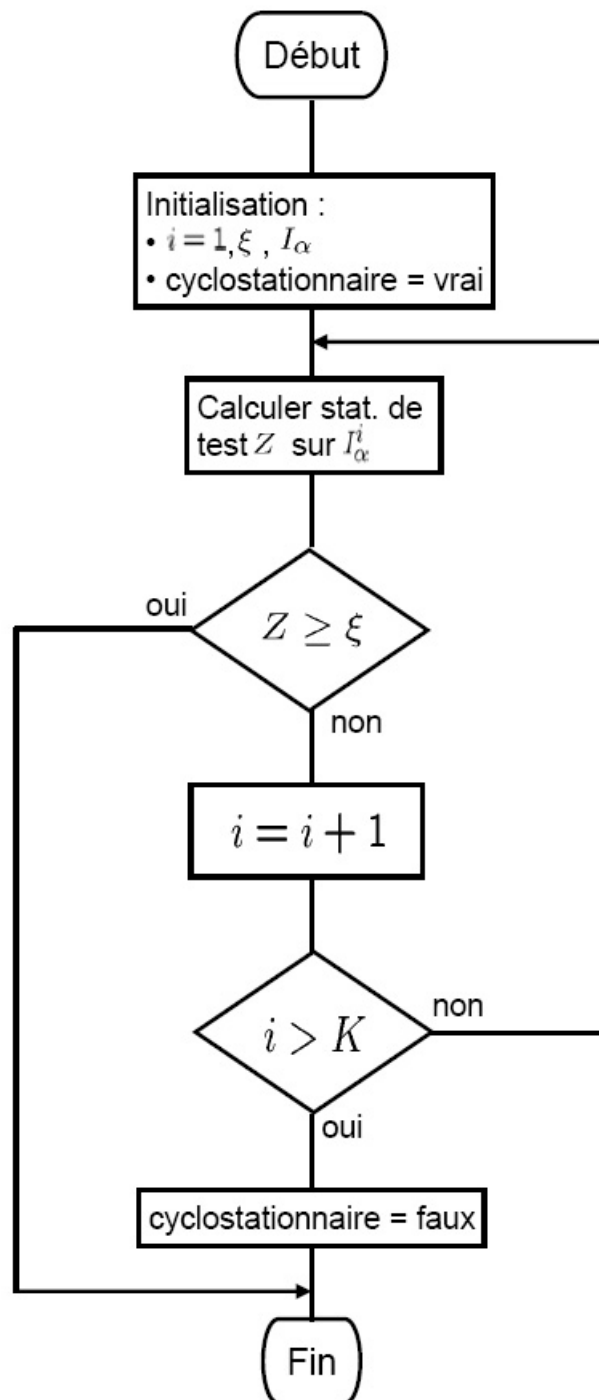 Début
Initialisation :
• i = 1, ξ , I_α
• cyclostationnaire = vrai
Calculer stat. de
test Z sur I_α^i
oui
Z ≥ ξ
non
i = i + 1
i > K
non
oui
cyclostationnaire = faux
Fin